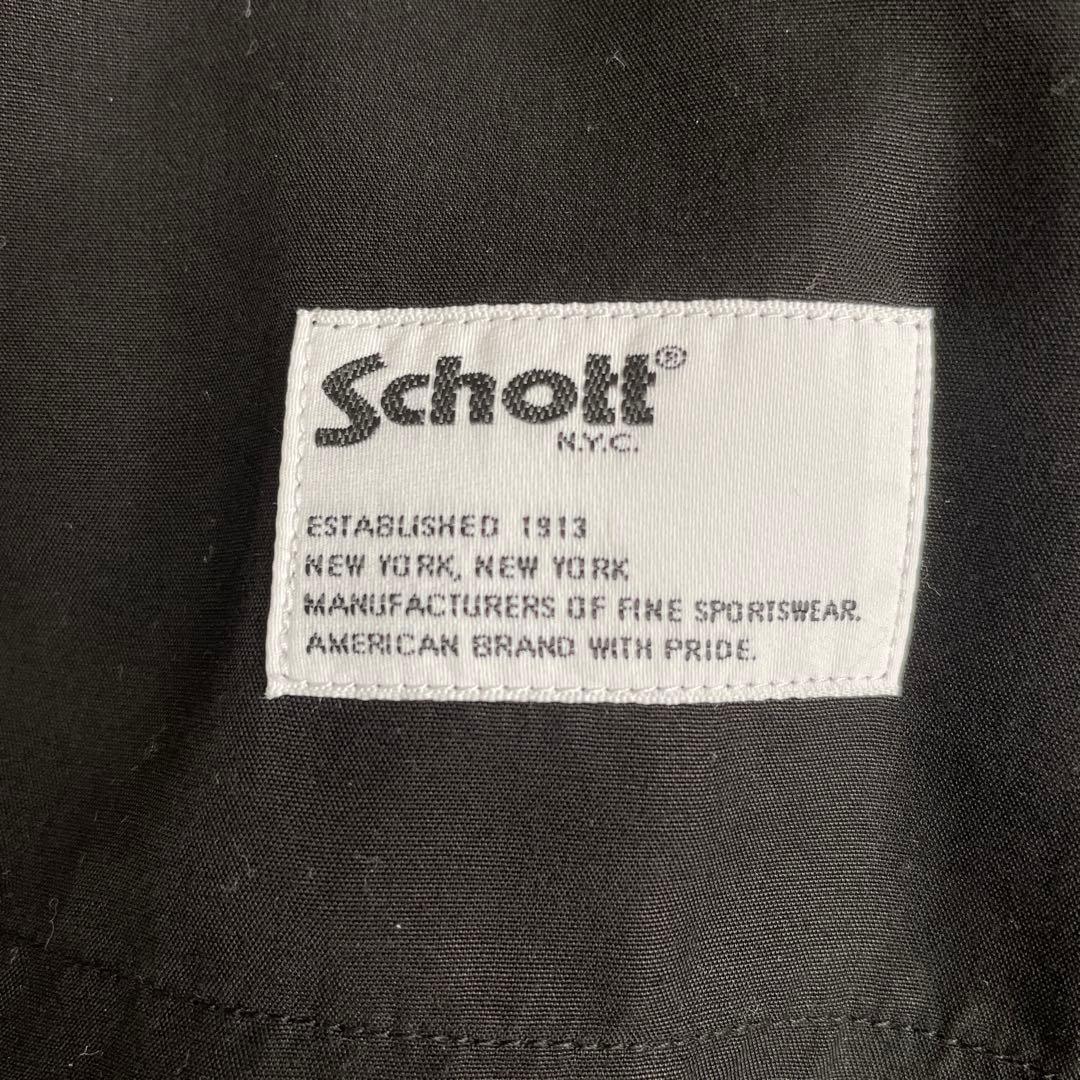 Schott®
N.Y.C.
ESTABLISHED 1913
NEW YORK, NEW YORK
MANUFACTURERS OF FINE SPORTSWEAR.
AMERICAN BRAND WITH PRIDE.